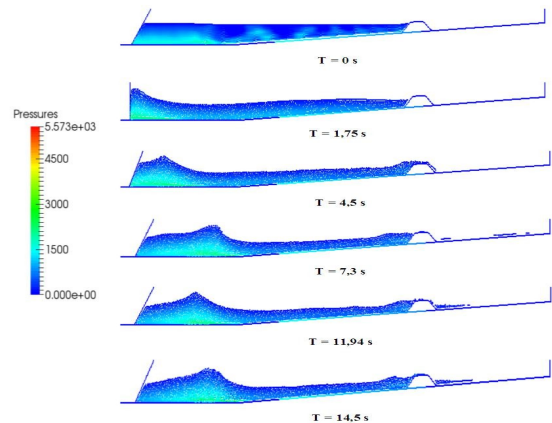 T = 0 s
Pressures
5.573e+03
4500
3000
1500
0.000e+00
T = 1,75 s
T = 4,5 s
T = 7,3 s
T = 11,94 s
T = 14,5 s